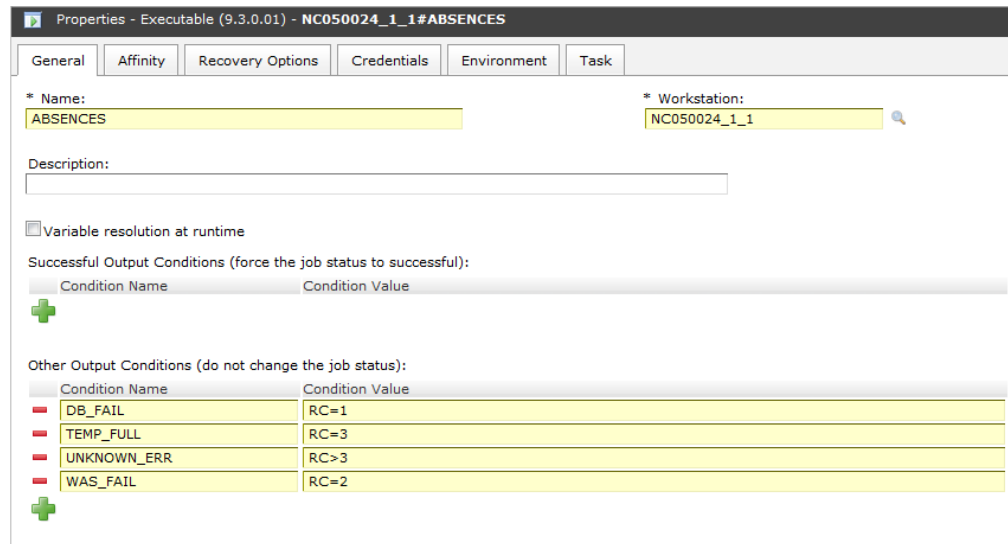 Properties - Executable (9.3.0.01) - NC050024_1_1#ABSENCES
General Affinity Recovery Options Credentials Environment Task
* Name: * Workstation:
ABSENCES NC050024_1_1
Description:
Variable resolution at runtime
Successful Output Conditions (force the job status to successful):
Condition Name Condition Value
Other Output Conditions (do not change the job status):
Condition Name Condition Value
DB_FAIL RC=1
TEMP_FULL RC=3
UNKNOWN_ERR RC>3
WAS_FAIL RC=2